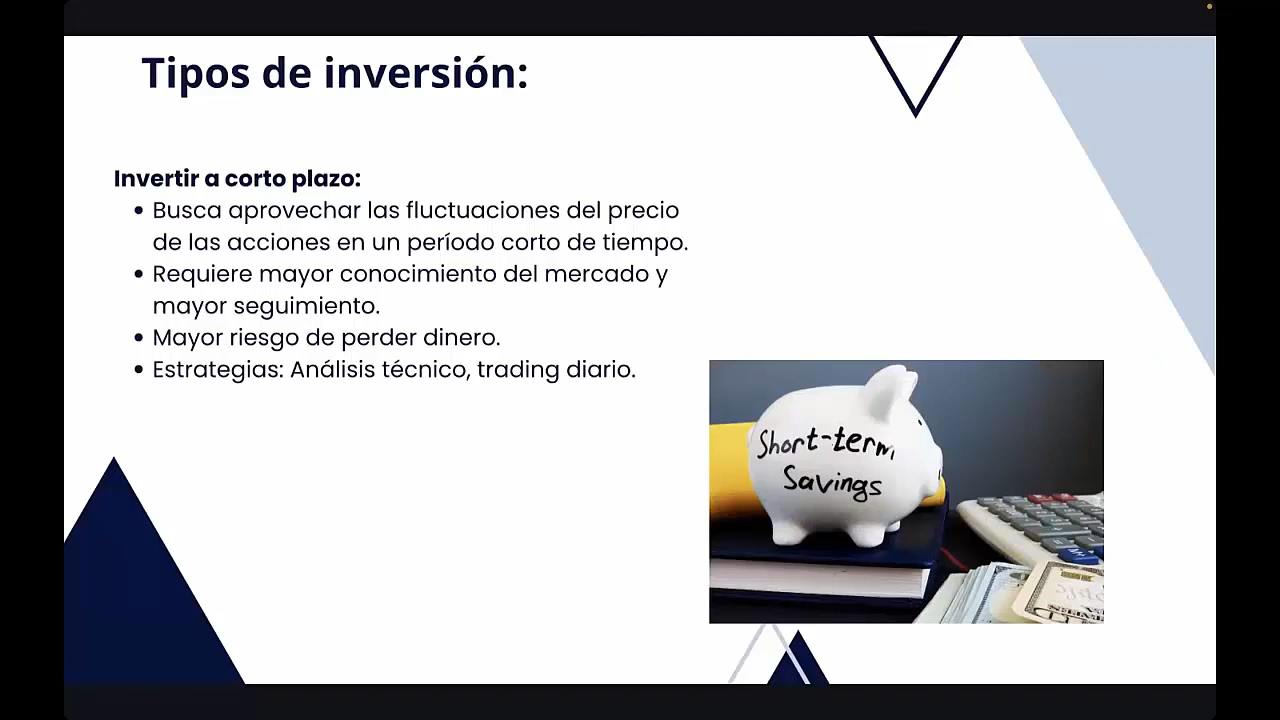 Tipos de inversión:
Invertir a corto plazo:
• Busca aprovechar las fluctuaciones del precio
de las acciones en un período corto de tiempo.
• Requiere mayor conocimiento del mercado y
mayor seguimiento.
• Mayor riesgo de perder dinero.
• Estrategias: Análisis técnico, trading diario.
Short-term
Savings